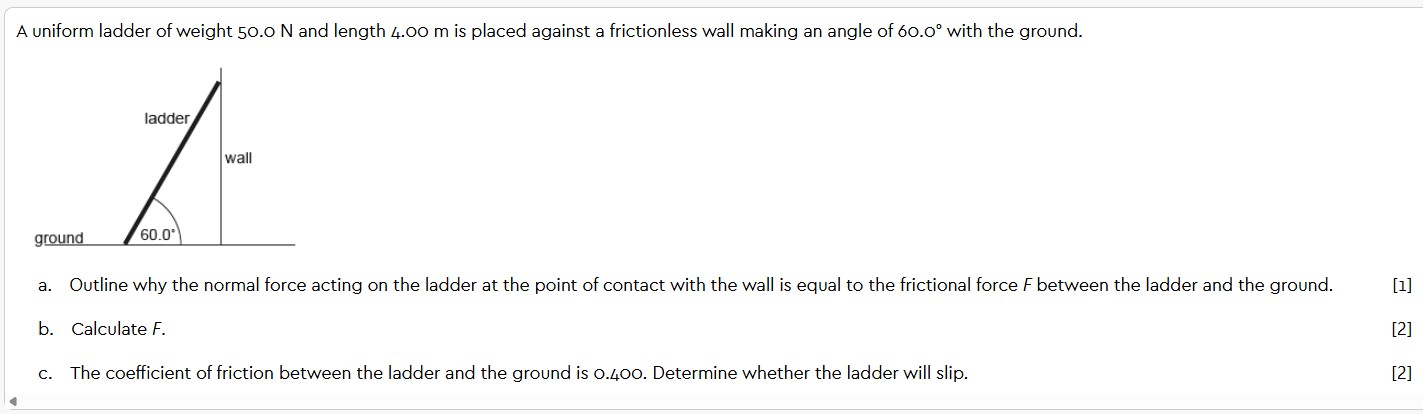 A uniform ladder of weight 50.0 N and length 4.00 m is placed against a frictionless wall making an angle of 60.0° with the ground.
ladder
wall
60.0°
ground
a. Outline why the normal force acting on the ladder at the point of contact with the wall is equal to the frictional force F between the ladder and the ground. [1]
b. Calculate F. [2]
c. The coefficient of friction between the ladder and the ground is 0.400. Determine whether the ladder will slip. [2]